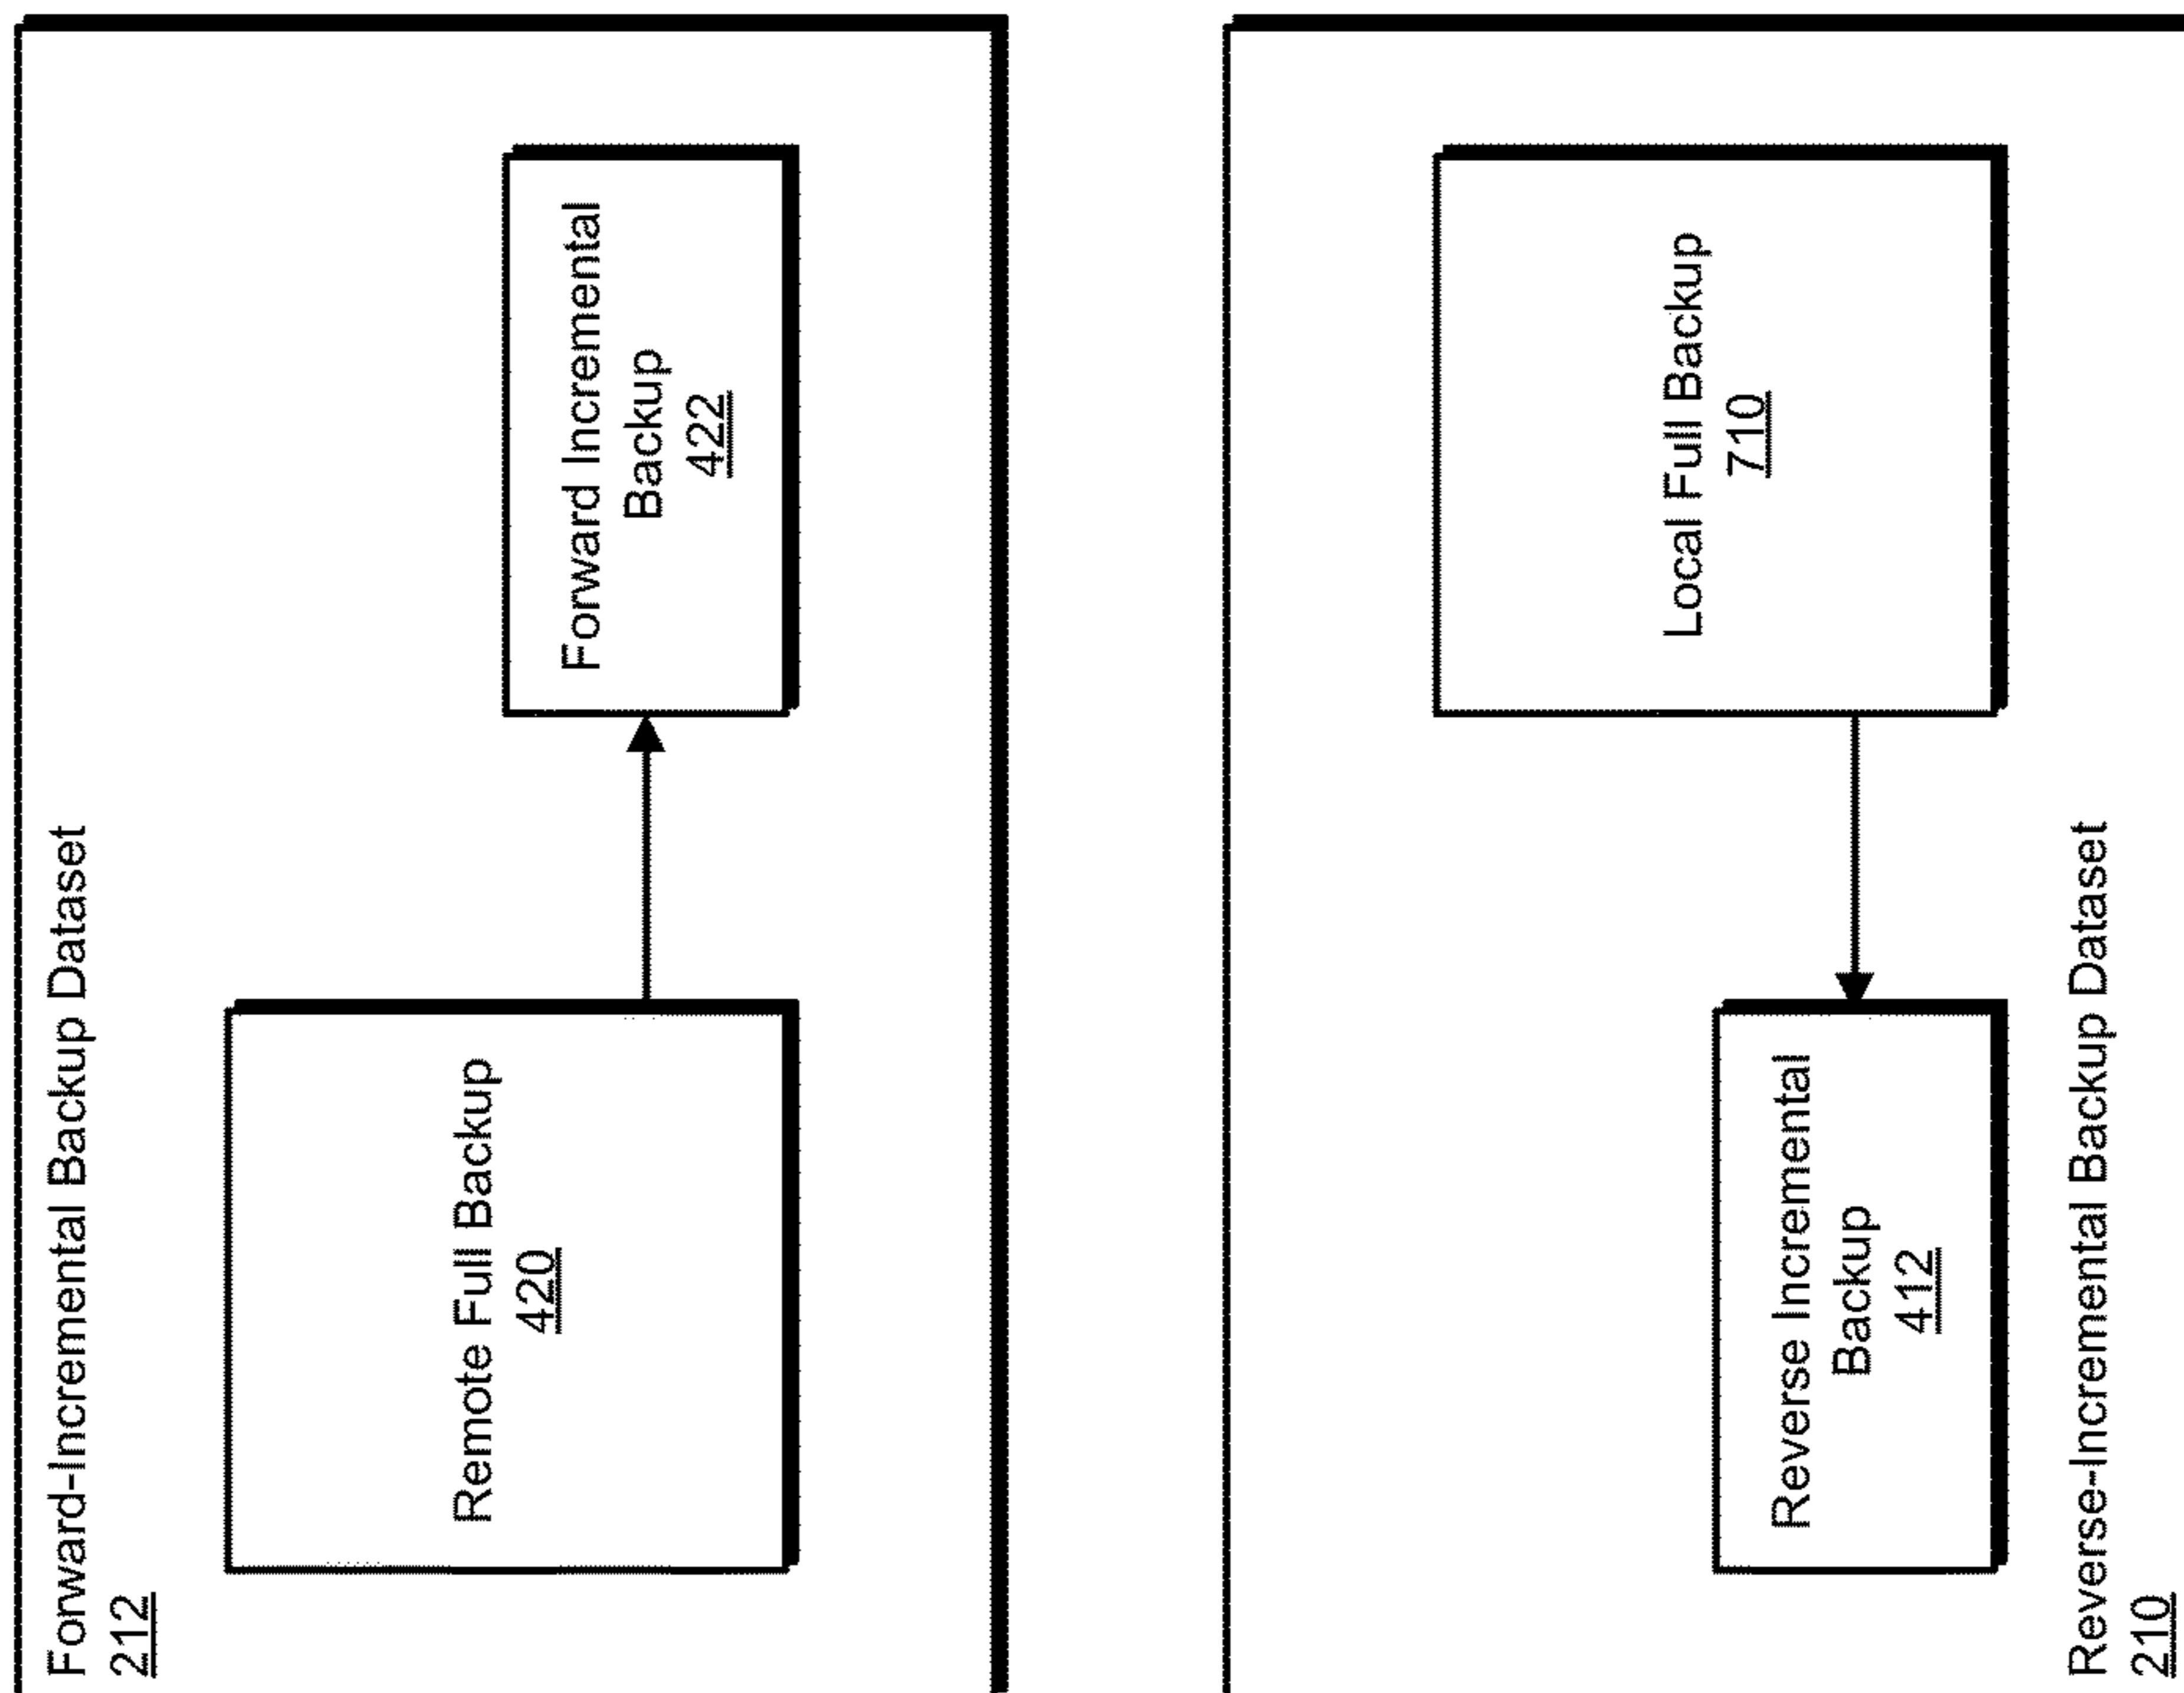 Forward-Incremental Backup Dataset
212
Remote Full Backup
420
Forward Incremental
Backup
422
Reverse Incremental
Backup
412
Local Full Backup
710
Reverse-Incremental Backup Dataset
210